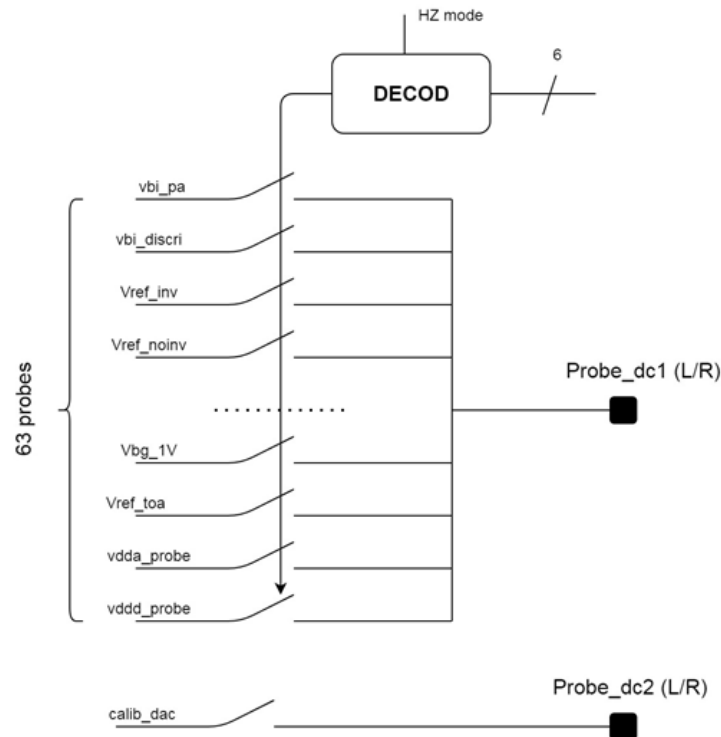 HZ mode
6
DECOD
vbi_pa
vbi_discri
Vref_inv
Vref_noinv
63 probes
Probe_dc1 (L/R)
Vbg_1V
Vref_toa
vdda_probe
vddd_probe
Probe_dc2 (L/R)
calib_dac